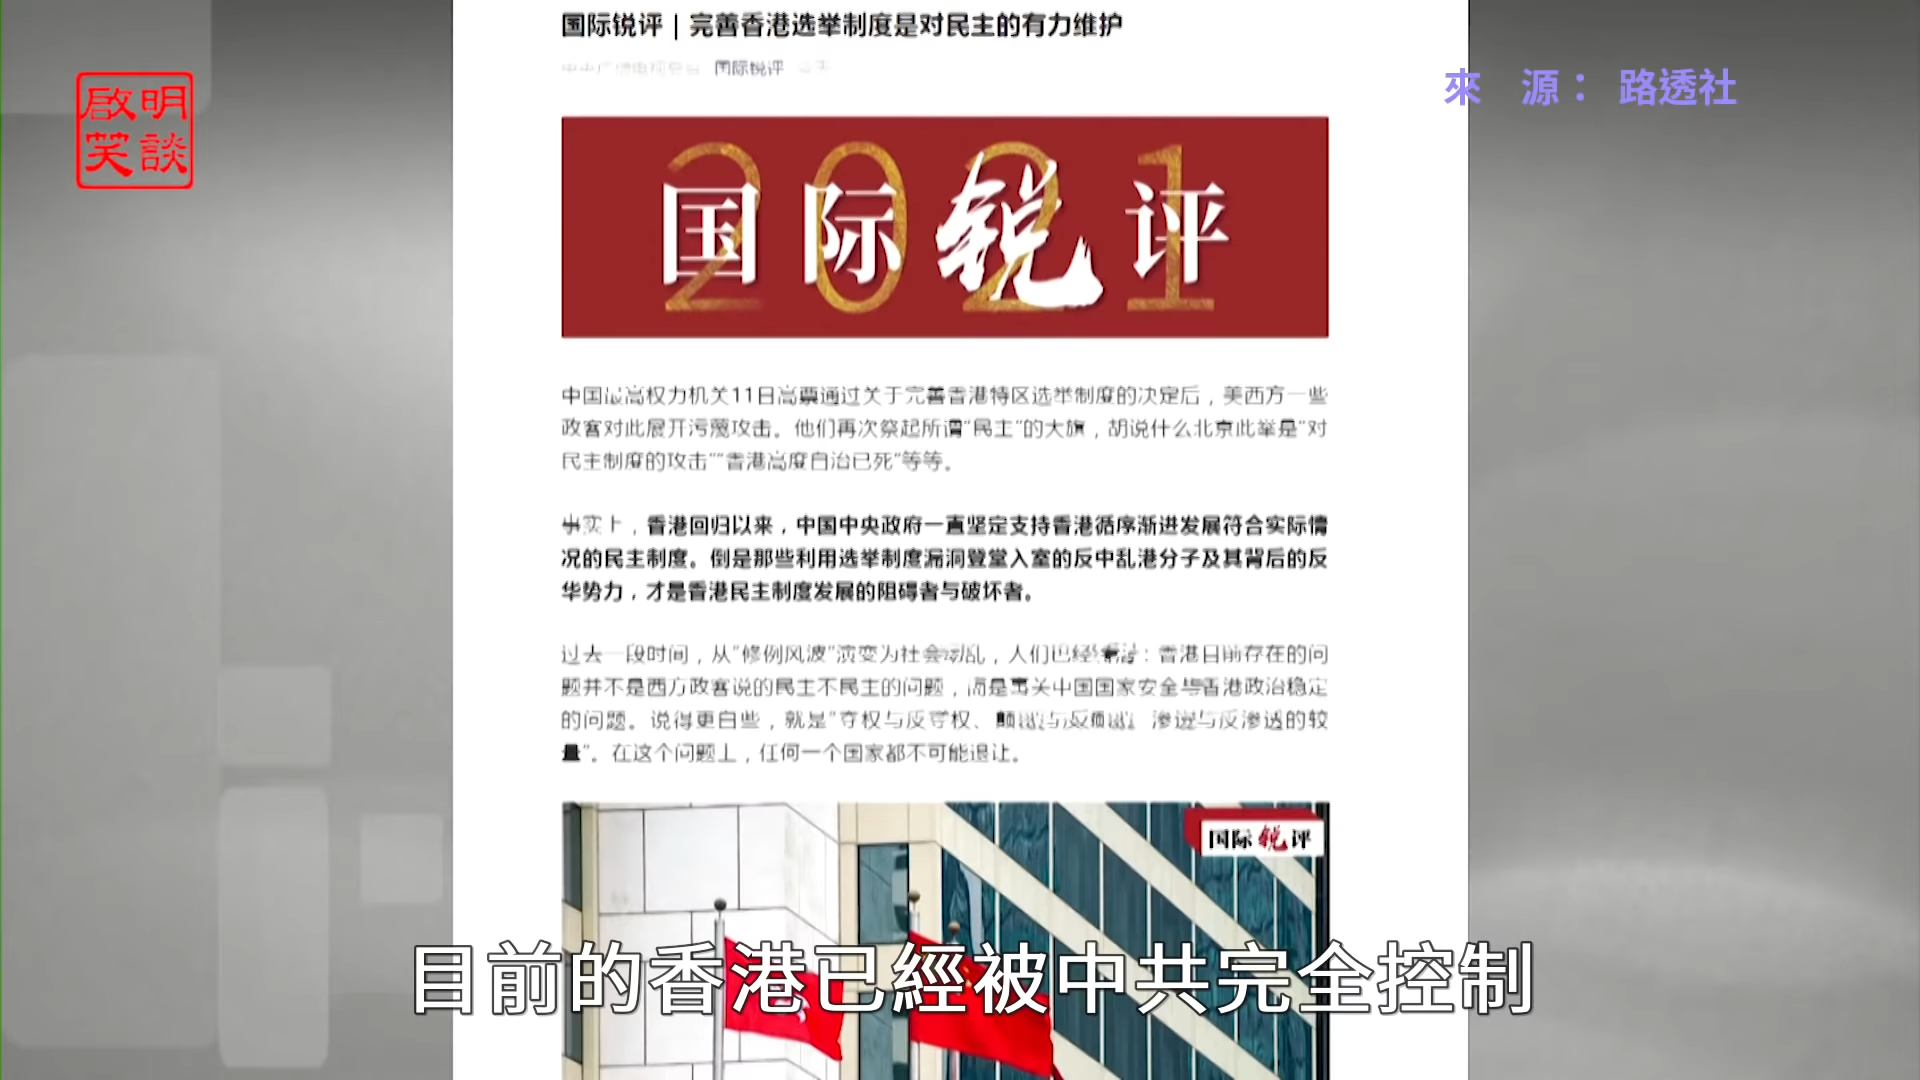 国际锐评 | 完善香港选举制度是对民主的有力维护
国际锐评
來 源： 路透社
啟明
笑談
2021
国际锐评
中国最高权力机关11日高票通过关于完善香港特区选举制度的决定后，美西方一些
政客对此展开污蔑攻击。他们再次祭起所谓“民主”的大旗，胡说什么北京此举是“对
民主制度的攻击”“香港高度自治已死”等等。
事实上，香港回归以来，中国中央政府一直坚定支持香港循序渐进发展符合实际情
况的民主制度。倒是那些利用选举制度漏洞登堂入室的反中乱港分子及其背后的反
华势力，才是香港民主制度发展的阻碍者与破坏者。
过去一段时间，从“修例风波”演变为社会动乱，人们已经看清：香港目前存在的问
题并不是西方政客说的民主不民主的问题，而是事关中国国家安全与香港政治稳定
的问题。说得更白些，就是“夺权与反夺权、颠覆与反颠覆、渗透与反渗透的较
量”。在这个问题上，任何一个国家都不可能退让。
国际锐评
目前的香港已經被中共完全控制